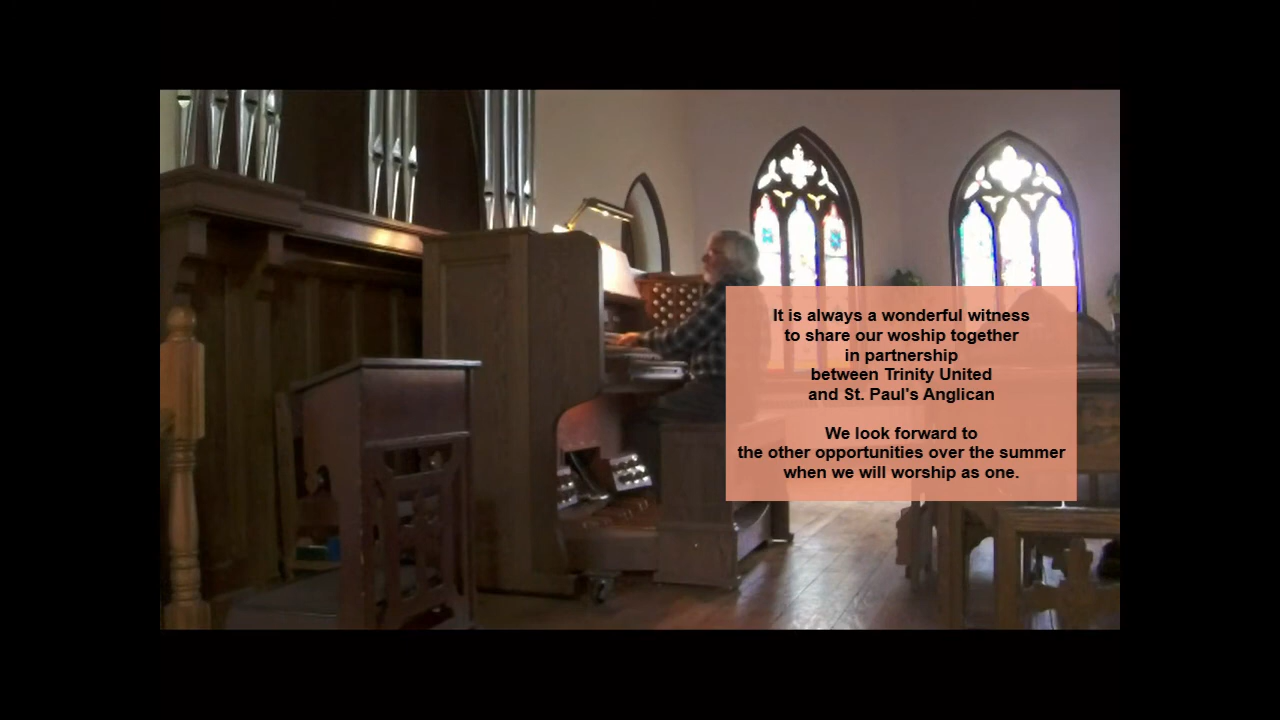 It is always a wonderful witness
to share our woship together
in partnership
between Trinity United
and St. Paul's Anglican
We look forward to
the other opportunities over the summer
when we will worship as one.